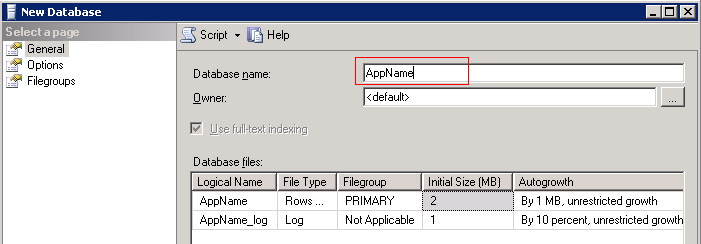 New Database
Select a page
General
Options
Filegroups
Script Help
Database name: AppName
Owner: <default> ...
Use full-text indexing
Database files:
Logical Name File Type Filegroup Initial Size (MB) Autogrowth
AppName Rows ... PRIMARY 2 By 1 MB, unrestricted growth
AppName_log Log Not Applicable 1 By 10 percent, unrestricted growth